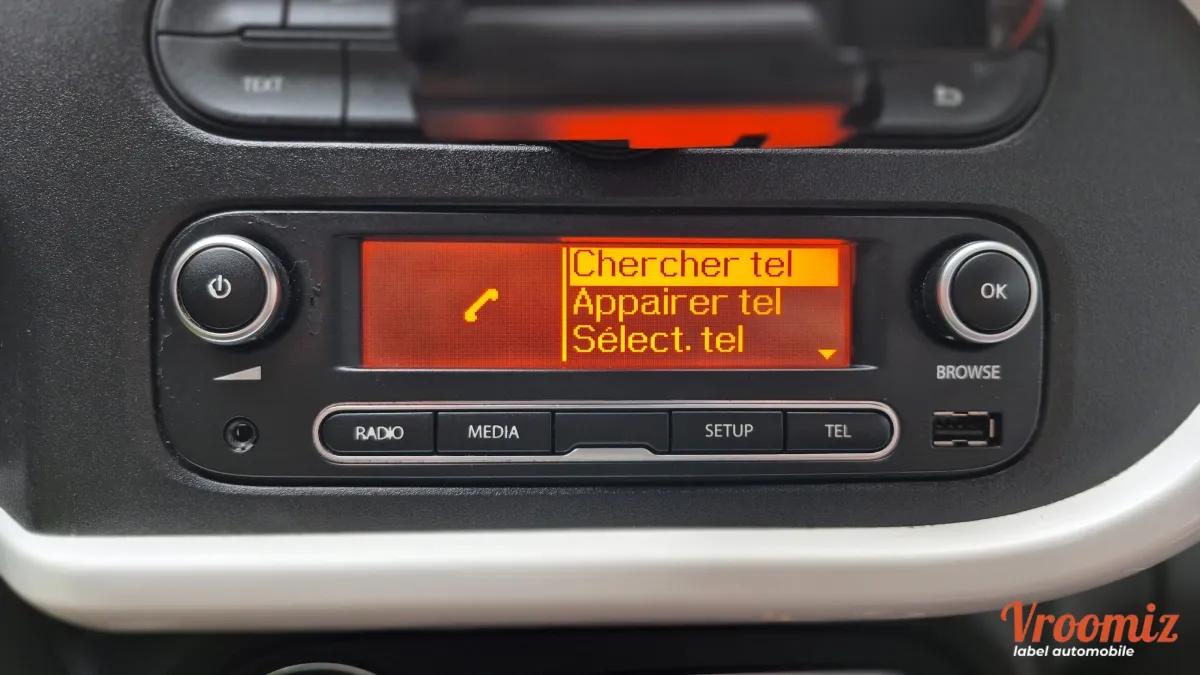 TEXT
Chercher tel
Appairer tel
Sélect. tel
OK
BROWSE
RADIO
MEDIA
SETUP
TEL
Vroomiz
label automobile